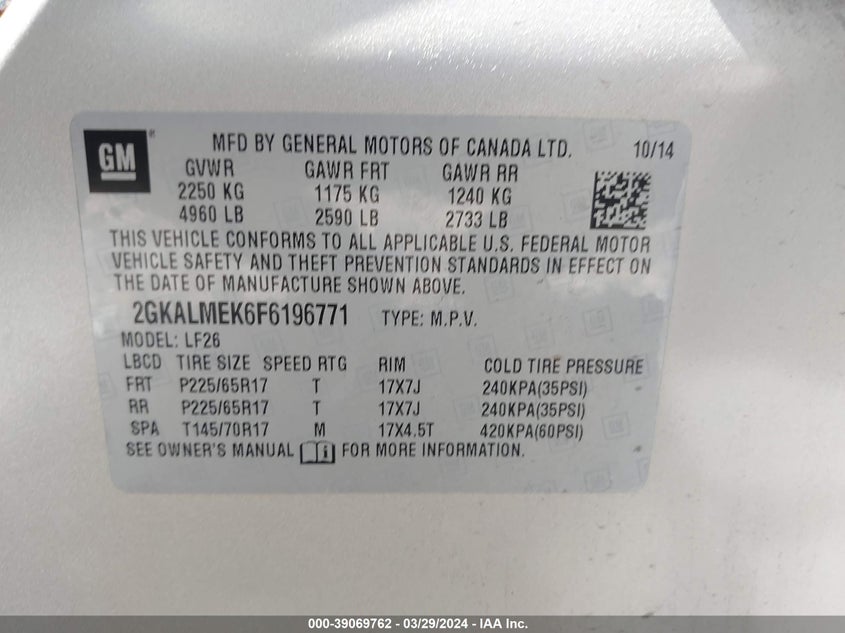 GM ® MFD BY GENERAL MOTORS OF CANADA LTD. 10/14
GVWR GAWR FRT GAWR RR
2250 KG 1175 KG 1240 KG
4960 LB 2590 LB 2733 LB
THIS VEHICLE CONFORMS TO ALL APPLICABLE U.S. FEDERAL MOTOR
VEHICLE SAFETY AND THEFT PREVENTION STANDARDS IN EFFECT ON
THE DATE OF MANUFACTURE SHOWN ABOVE.
2GKALMEK6F6196771 TYPE: M.P.V.
MODEL: LF26
LBCD TIRE SIZE SPEED RTG RIM COLD TIRE PRESSURE
FRT P225/65R17 T 17X7J 240KPA(35PSI)
RR P225/65R17 T 17X7J 240KPA(35PSI)
SPA T145/70R17 M 17X4.5T 420KPA(60PSI)
SEE OWNER'S MANUAL i FOR MORE INFORMATION.
000-39069762 - 03/29/2024 - IAA Inc.